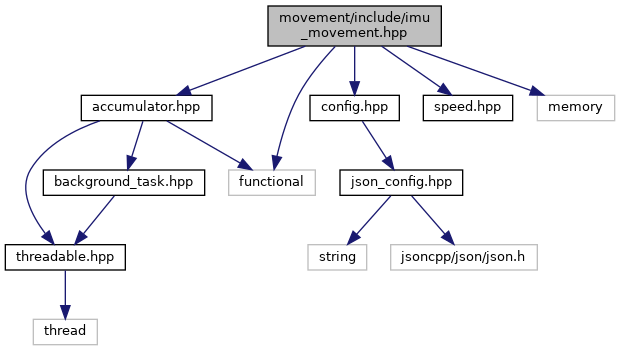 movement/include/imu
_movement.hpp
accumulator.hpp
config.hpp
speed.hpp
memory
background_task.hpp
functional
json_config.hpp
threadable.hpp
string
jsoncpp/json/json.h
thread